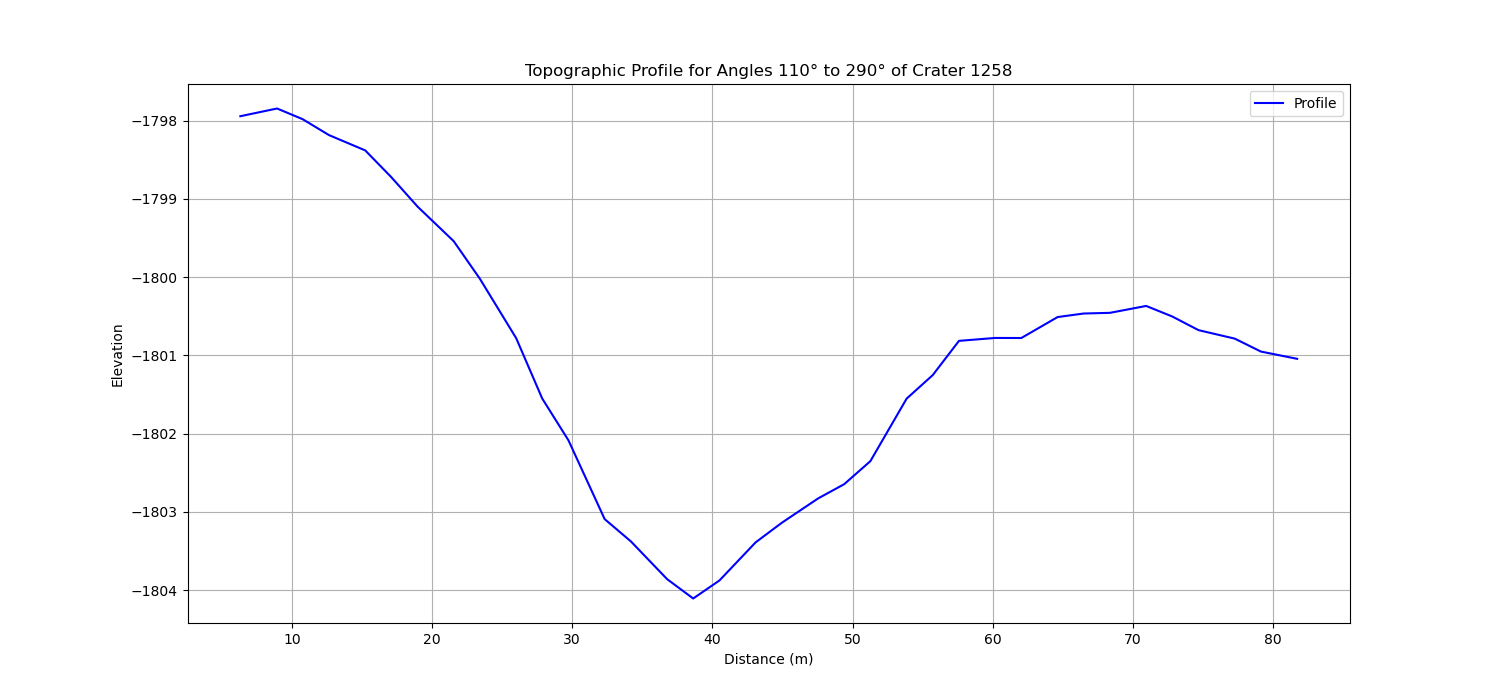 Topographic Profile for Angles 110° to 290° of Crater 1258
Profile
−1798
−1799
−1800
−1801
−1802
−1803
−1804
Elevation
10 20 30 40 50 60 70 80
Distance (m)